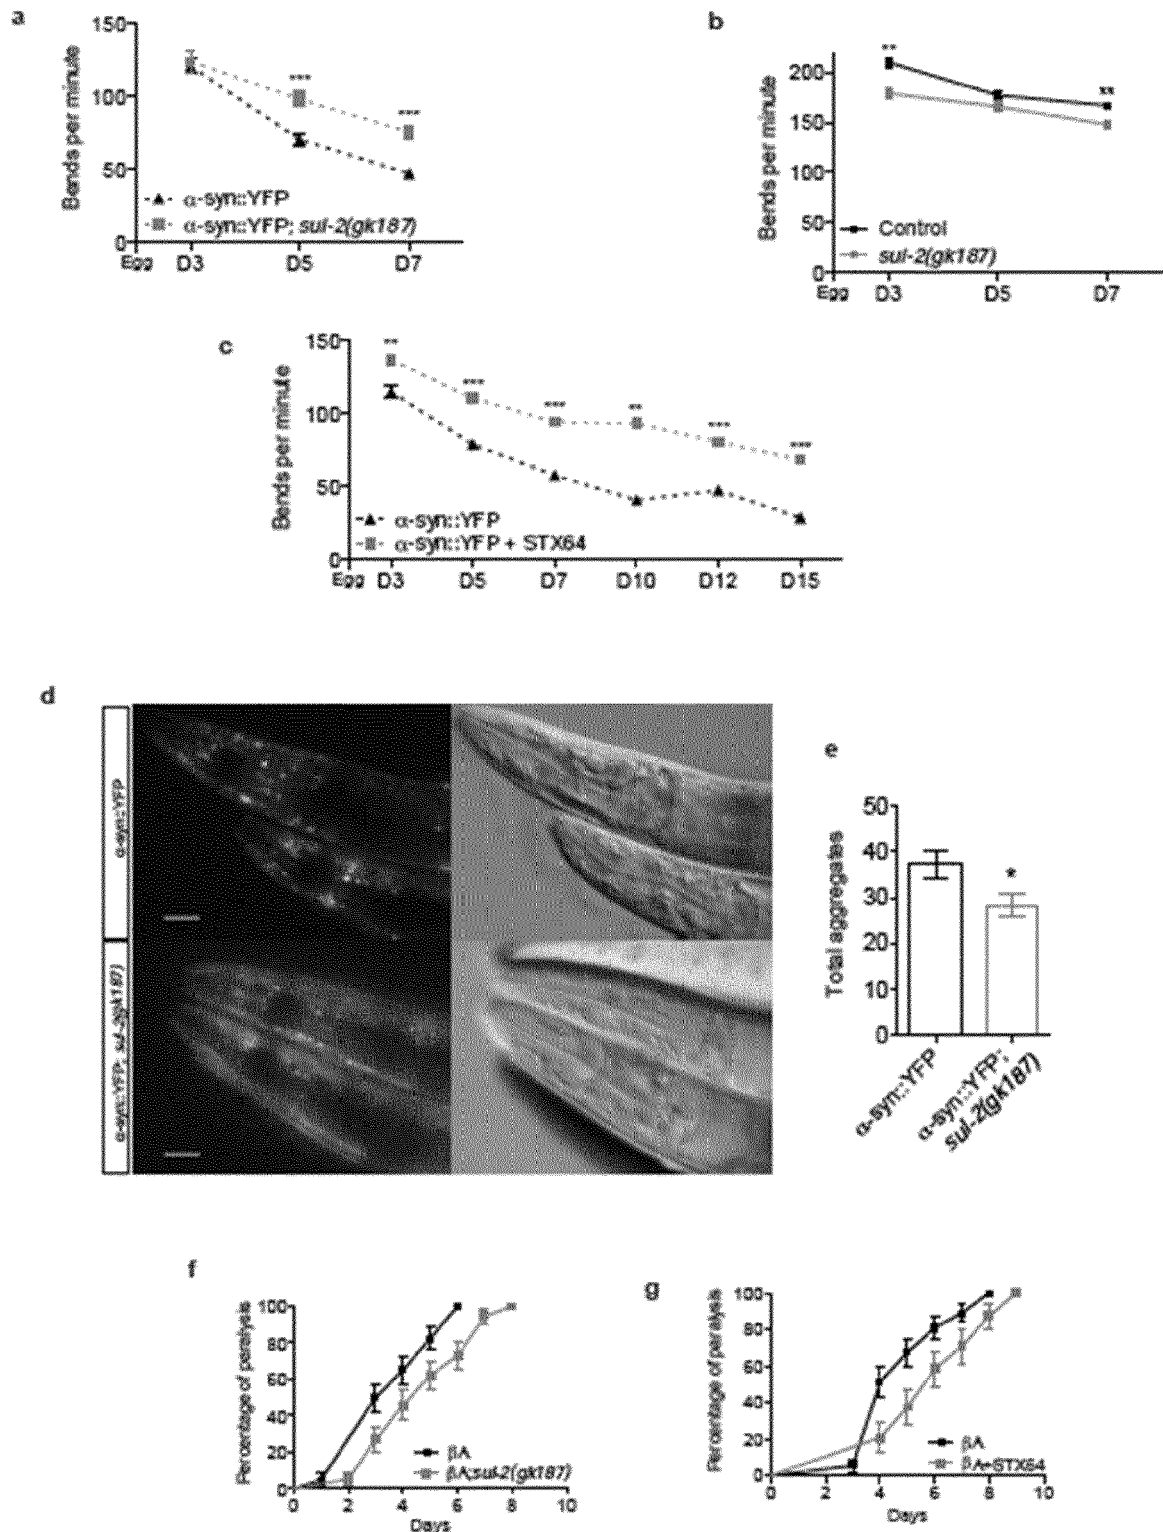 a
150
100
50
0
Bends per minute
α-syn::YFP
α-syn::YFP; sul-2(gk187)
Egg D3 D5 D7
***
***
b
200
150
100
50
0
Bends per minute
**
**
Control
sul-2(gk187)
Egg D3 D5 D7
c
150
100
50
0
Bends per minute
**
***
***
**
***
***
α-syn::YFP
α-syn::YFP + STX64
Egg D3 D5 D7 D10 D12 D15
d
α-syn::YFP
α-syn::YFP; sul-2(gk187)
e
50
40
30
20
10
0
Total aggregates
*
α-syn::YFP
α-syn::YFP;
sul-2(gk187)
f
100
80
60
40
20
0
Percentage of paralysis
βA
βA;sul-2(gk187)
0 2 4 6 8 10
Days
g
100
80
60
40
20
0
Percentage of paralysis
βA
βA+STX64
0 2 4 6 8 10
Days